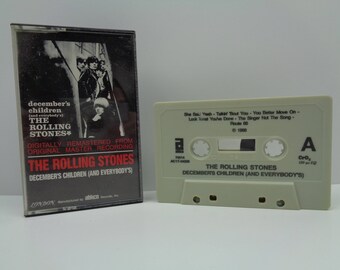 december's
children
(and everybody's)
THE
ROLLING
STONES
DIGITALLY REMASTERED FROM
ORIGINAL MASTER RECORDING
THE ROLLING STONES
DECEMBER'S CHILDREN (AND EVERYBODY'S)
abkco
She Said Yeah - Talkin' Bout You - You Better Move On -
Look What You've Done - The Singer Not The Song -
Route 66
A
THE ROLLING STONES
DECEMBER'S CHILDREN (AND EVERYBODY'S)